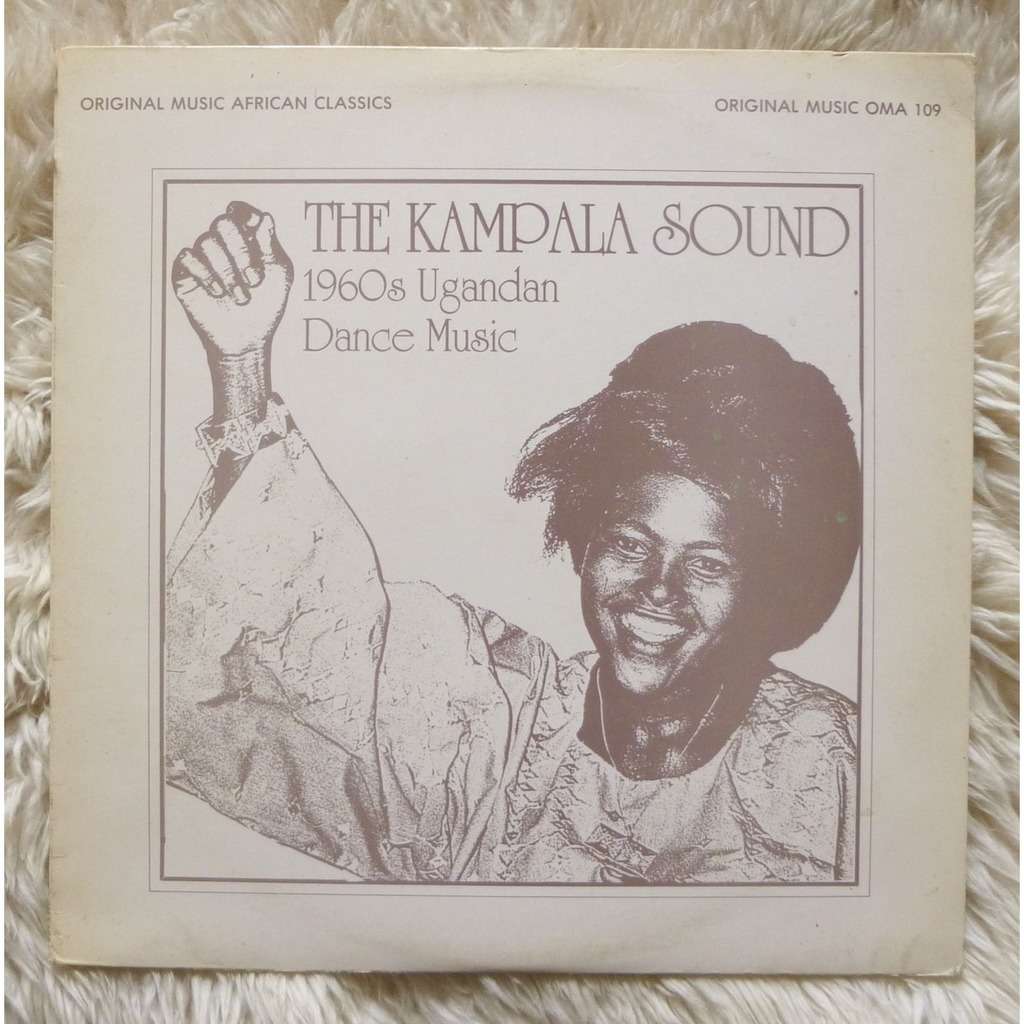 ORIGINAL MUSIC AFRICAN CLASSICS
ORIGINAL MUSIC OMA 109
THE KAMPALA SOUND
1960s Ugandan
Dance Music